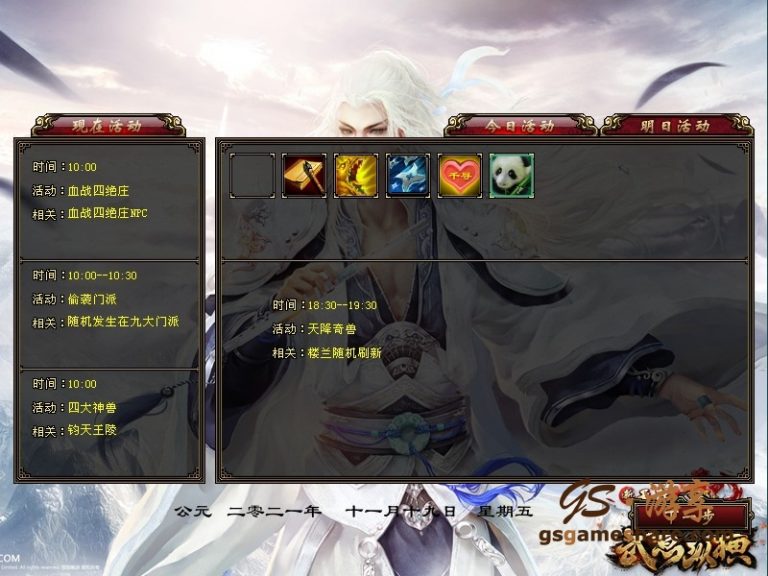 现在活动
今日活动
明日活动
时间：10:00
活动：血战四绝庄
相关：血战四绝庄NPC
时间：10:00--10:30
活动：偷袭门派
相关：随机发生在九大门派
时间：10:00
活动：四大神兽
相关：钧天王陵
千寻
时间：18:30--19:30
活动：天降奇兽
相关：楼兰随机刷新
公元 二零二一年 十一月十九日 星期五
GS